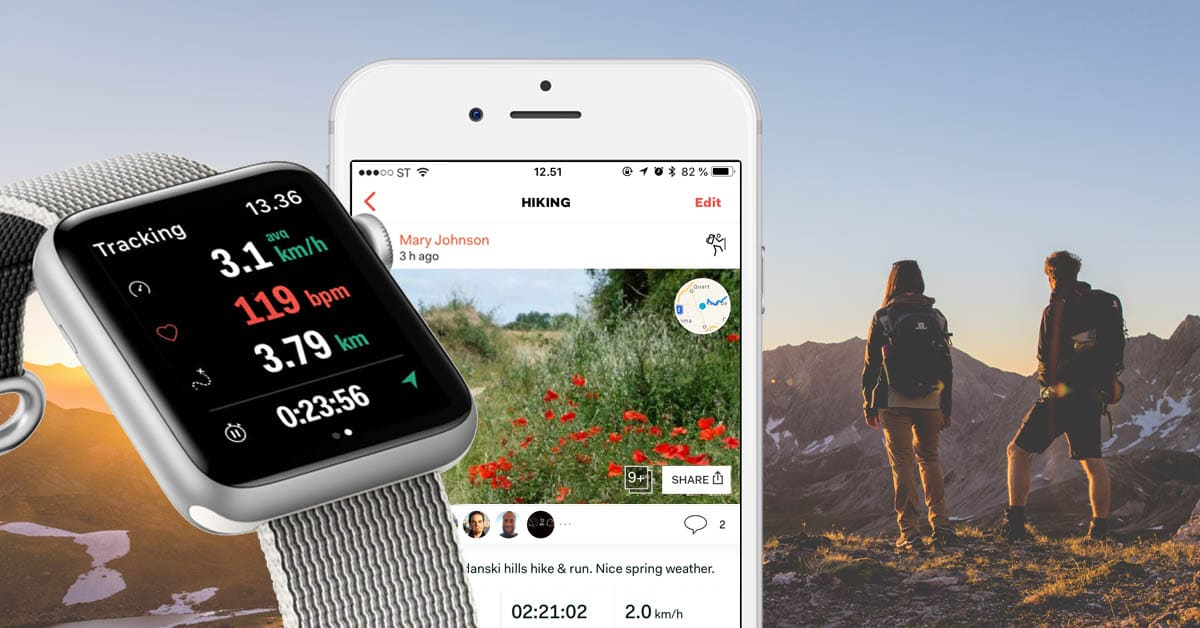 13.36
Tracking
avq
3.1 km/h
119 bpm
3.79 km
0:23:56
ST 12.51 82 %
HIKING Edit
Mary Johnson
3 h ago
Quart
9+ SHARE
2
hills hike & run. Nice spring weather.
02:21:02 2.0 km/h